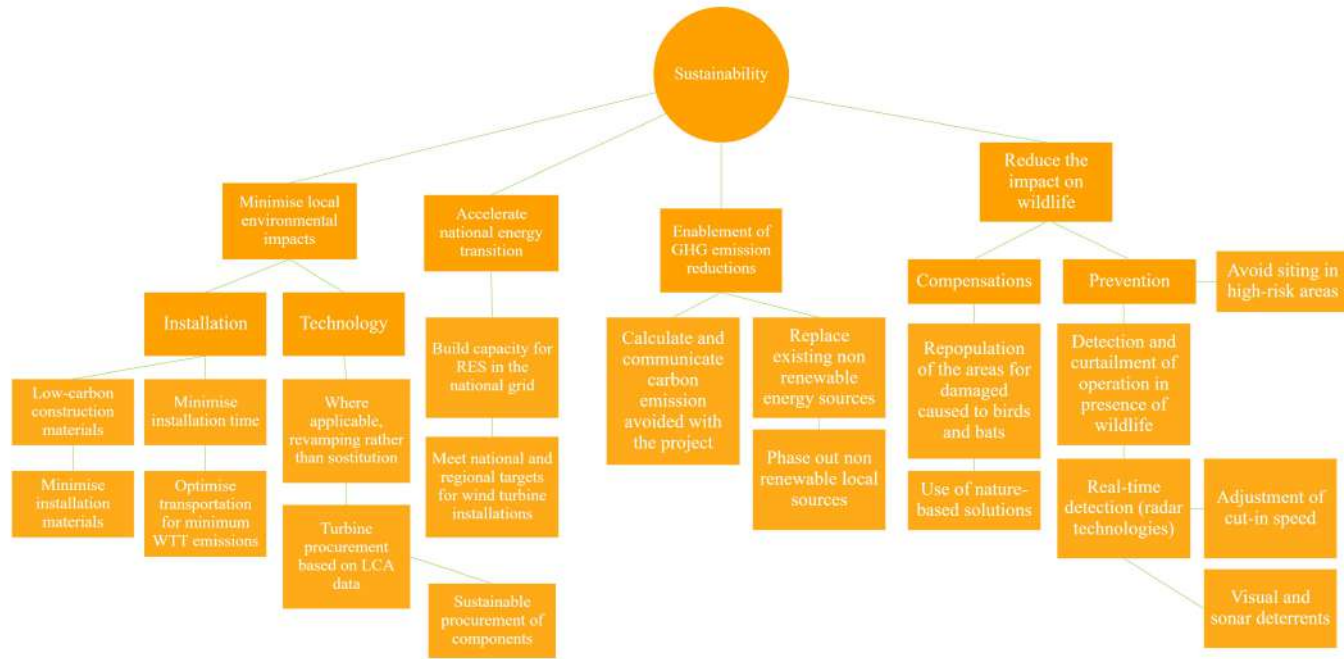 Sustainability
Reduce the
impact on
wildlife
Minimise local
environmental
impacts
Accelerate
national energy
transition
Enablement of
GHG emission
reductions
Compensations
Prevention
Avoid siting in
high-risk areas
Installation
Technology
Build capacity for
RES in the
national grid
Calculate and
communicate
carbon
emission
avoided with
the project
Replace
existing non
renewable
energy sources
Repopulation
of the areas for
damaged
caused to birds
and bats
Detection and
curtailment of
operation in
presence of
wildlife
Low-carbon
construction
materials
Minimise
installation time
Where
applicable,
revamping rather
than sostitution
Meet national and
regional targets
for wind turbine
installations
Phase out non
renewable local
sources
Use of nature-
based solutions
Real-time
detection (radar
technologies)
Adjustment of
cut-in speed
Minimise
installation
materials
Optimise
transportation
for minimum
WTT emissions
Turbine
procurement
based on LCA
data
Sustainable
procurement of
components
Visual and
sonar deterrents